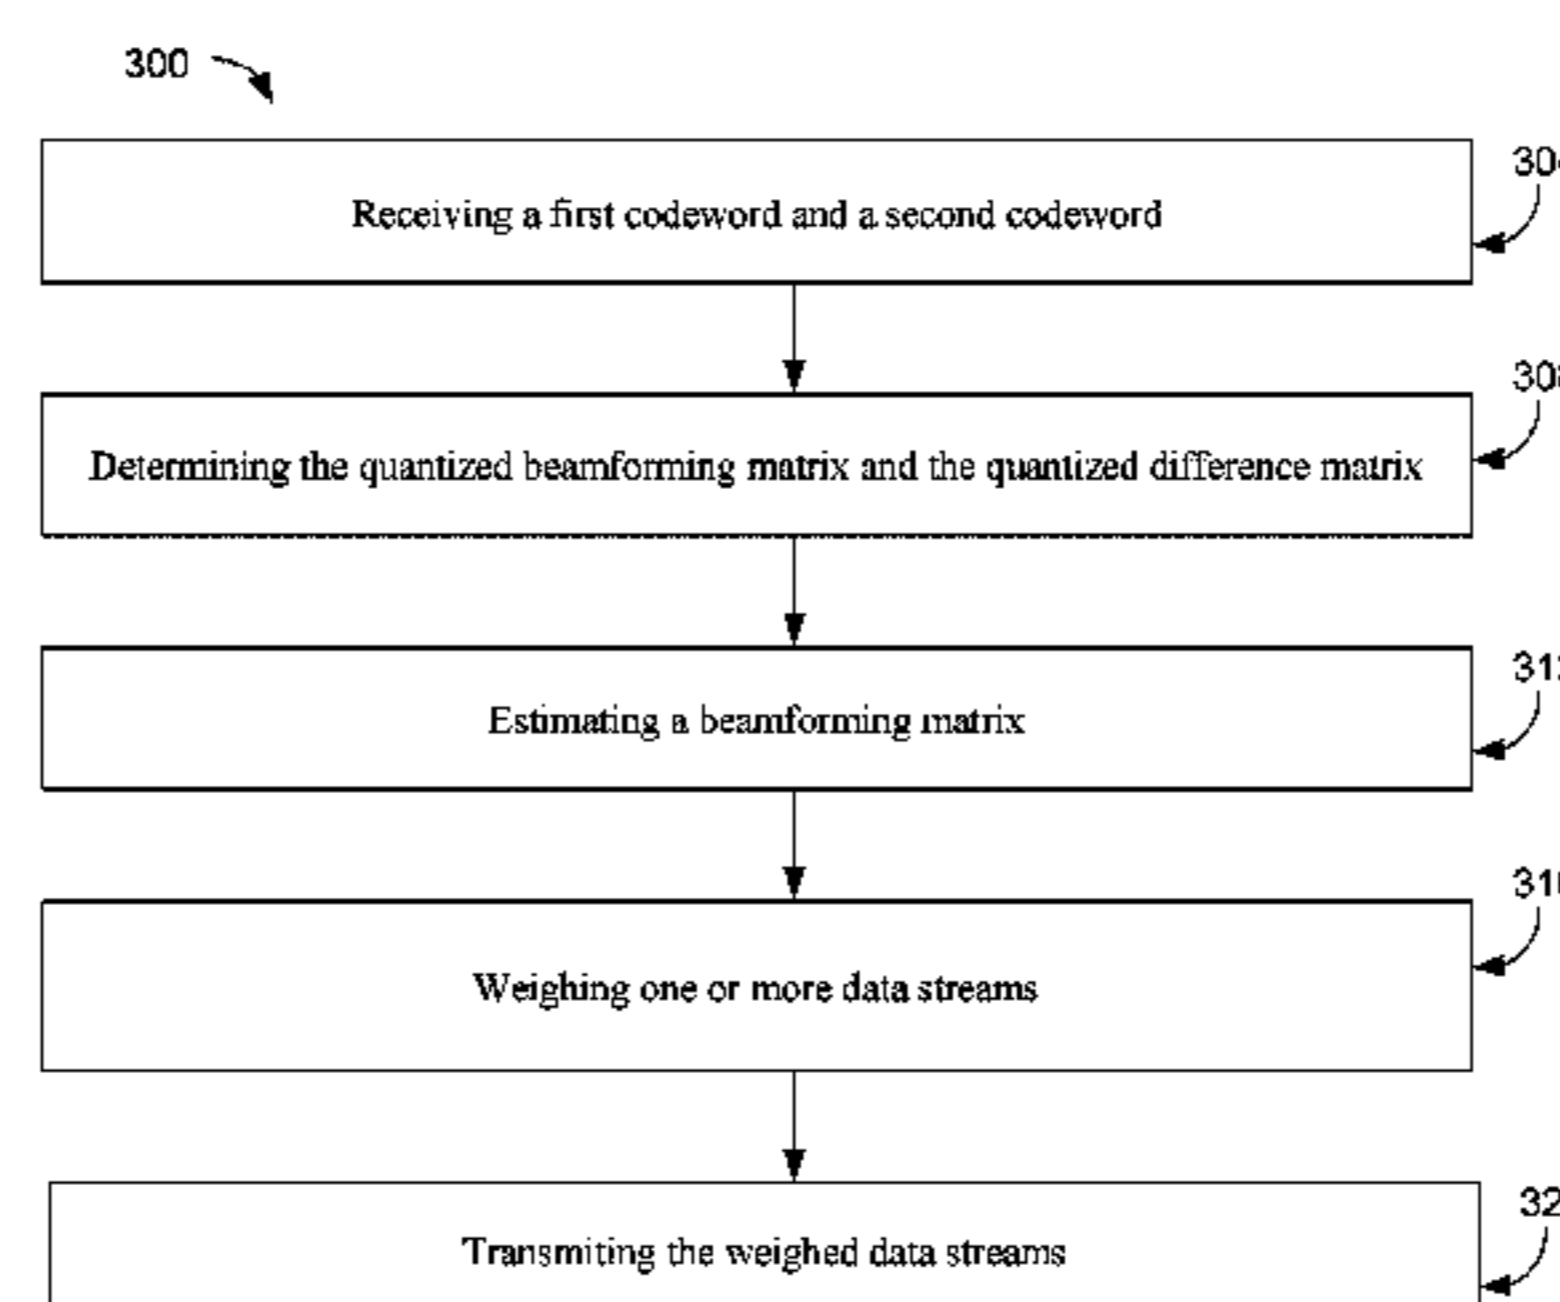 300
Receiving a first codeword and a second codeword
Determining the quantized beamforming matrix and the quantized difference matrix
Estimating a beamforming matrix
Weighing one or more data streams
Transmiting the weighed data streams